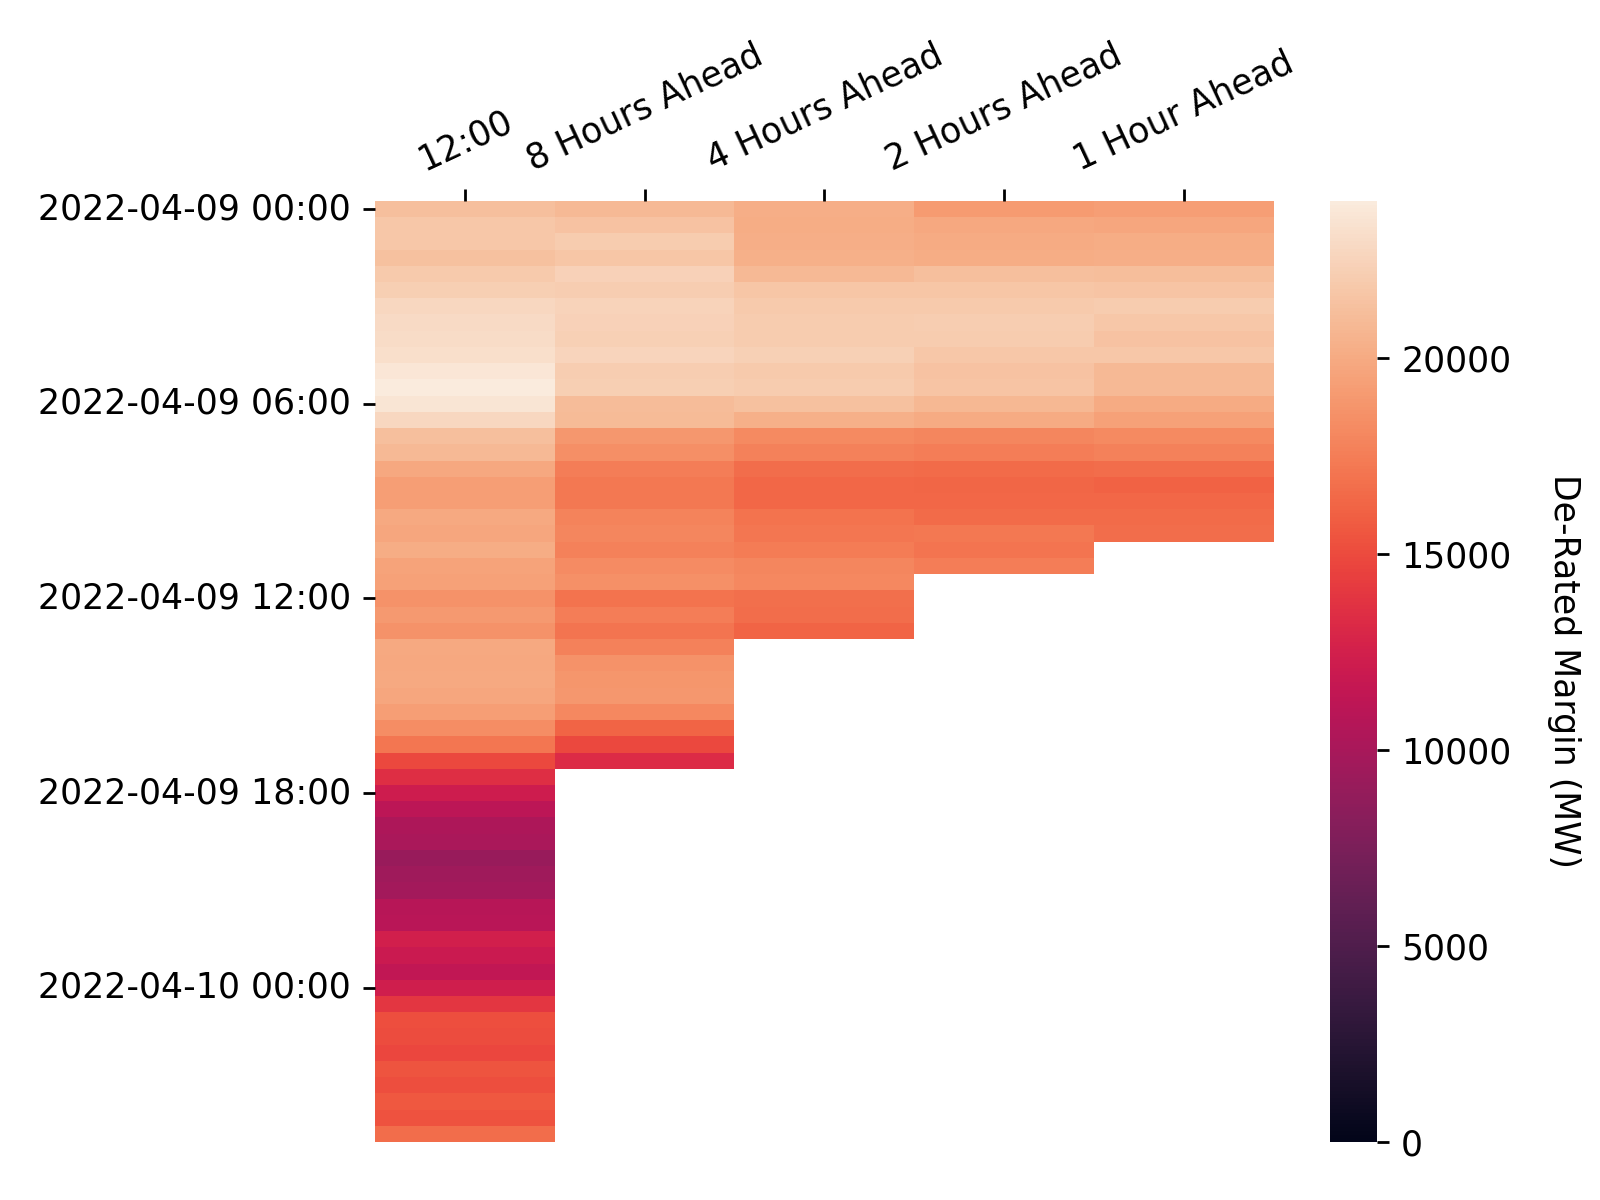 12:00
8 Hours Ahead
4 Hours Ahead
2 Hours Ahead
1 Hour Ahead
2022-04-09 00:00
2022-04-09 06:00
2022-04-09 12:00
2022-04-09 18:00
2022-04-10 00:00
20000
15000
10000
5000
0
De-Rated Margin (MW)